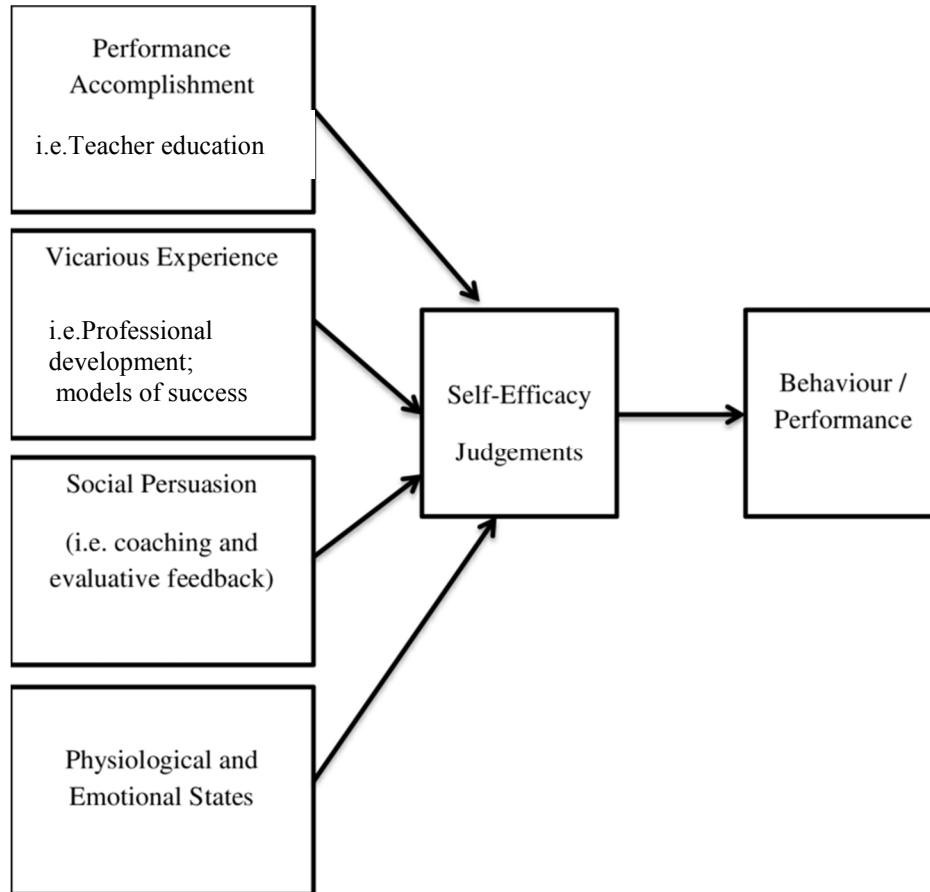 Performance
Accomplishment
i.e.Teacher education
Vicarious Experience
i.e.Professional
development;
models of success
Social Persuasion
(i.e. coaching and
evaluative feedback)
Physiological and
Emotional States
Self-Efficacy
Judgements
Behaviour /
Performance